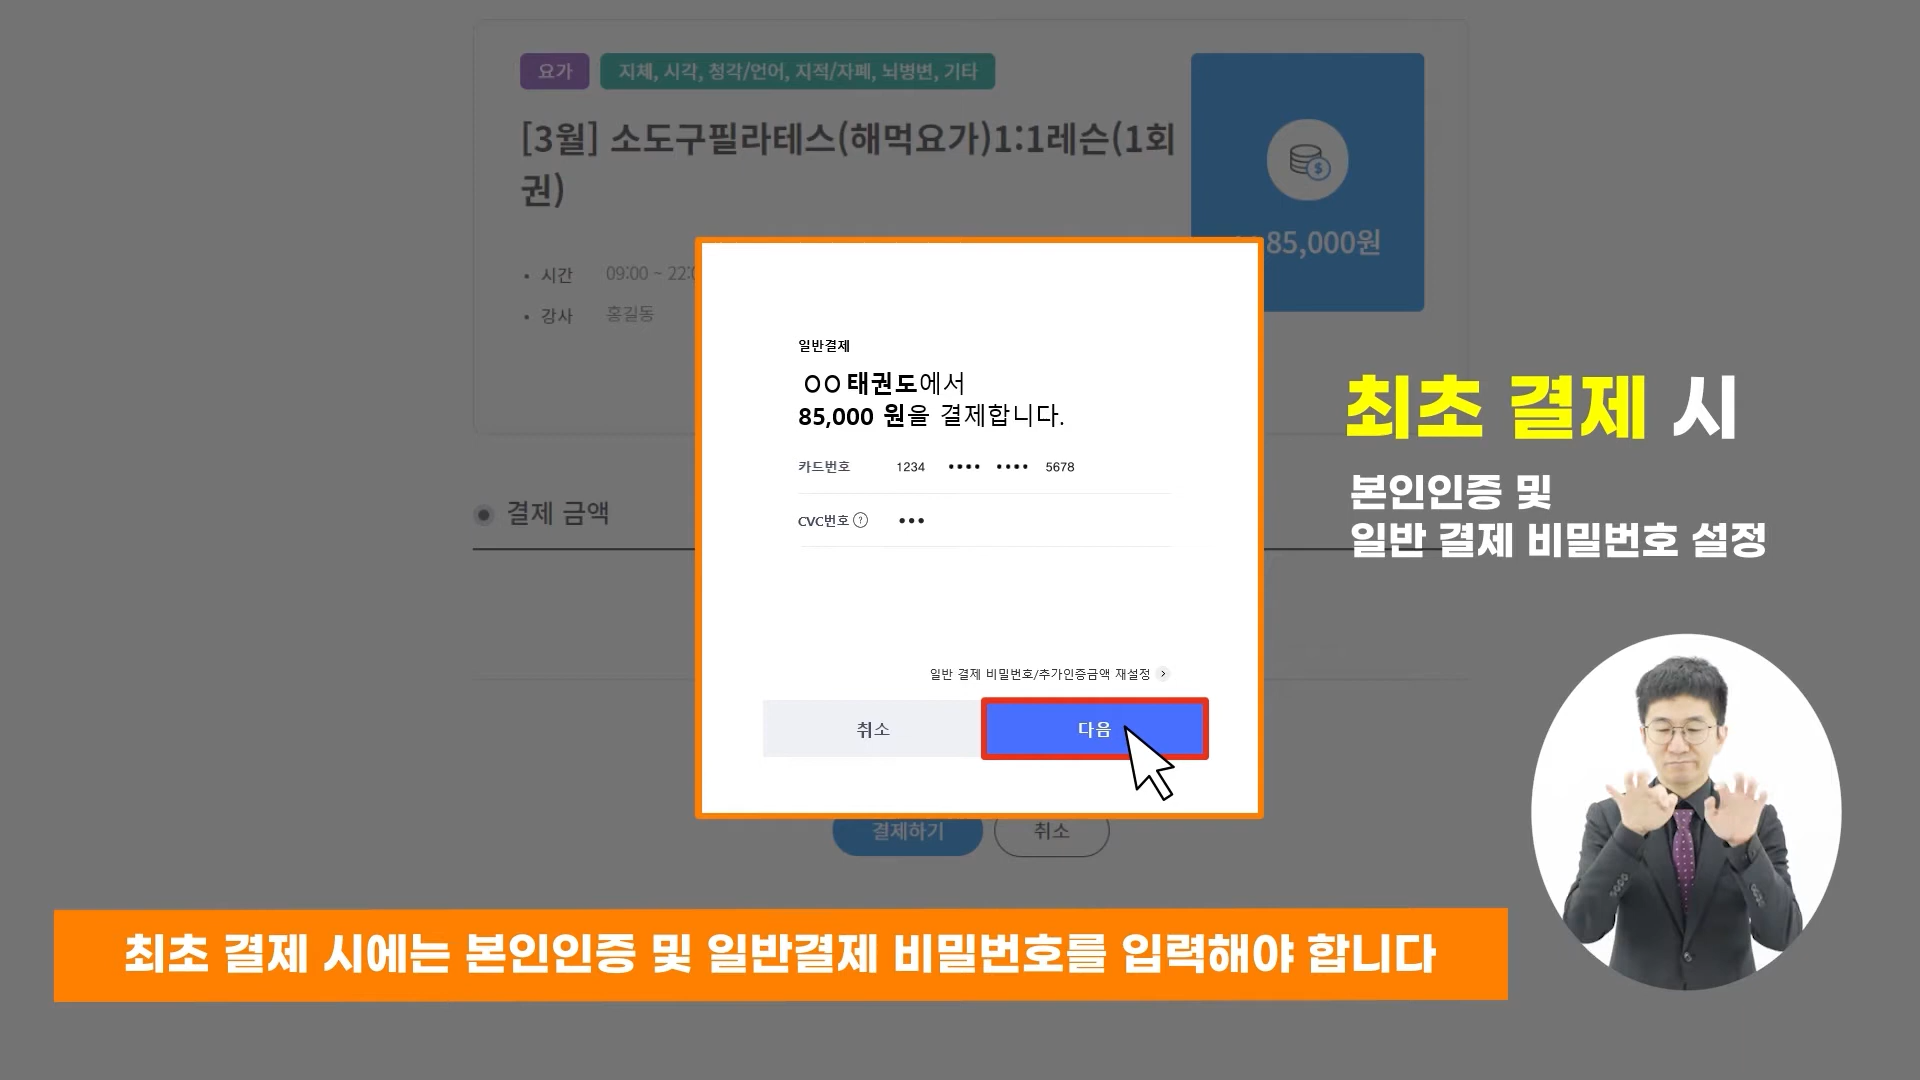 요가
지체, 시각, 청각/언어, 지적/자폐, 뇌병변, 기타
[3월] 소도구필라테스(해먹요가)1:1레슨(1회
권)
85,000원
시간 09:00 ~ 22:0
강사 홍길동
일반결제
OO 태권도에서
85,000 원을 결제합니다.
카드번호 1234 •••• •••• 5678
CVC번호 ? •••
일반 결제 비밀번호/추가인증금액 재설정 >
취소
다음
결제 금액
결제하기
취소
최초 결제 시
본인인증 및
일반 결제 비밀번호 설정
최초 결제 시에는 본인인증 및 일반결제 비밀번호를 입력해야 합니다